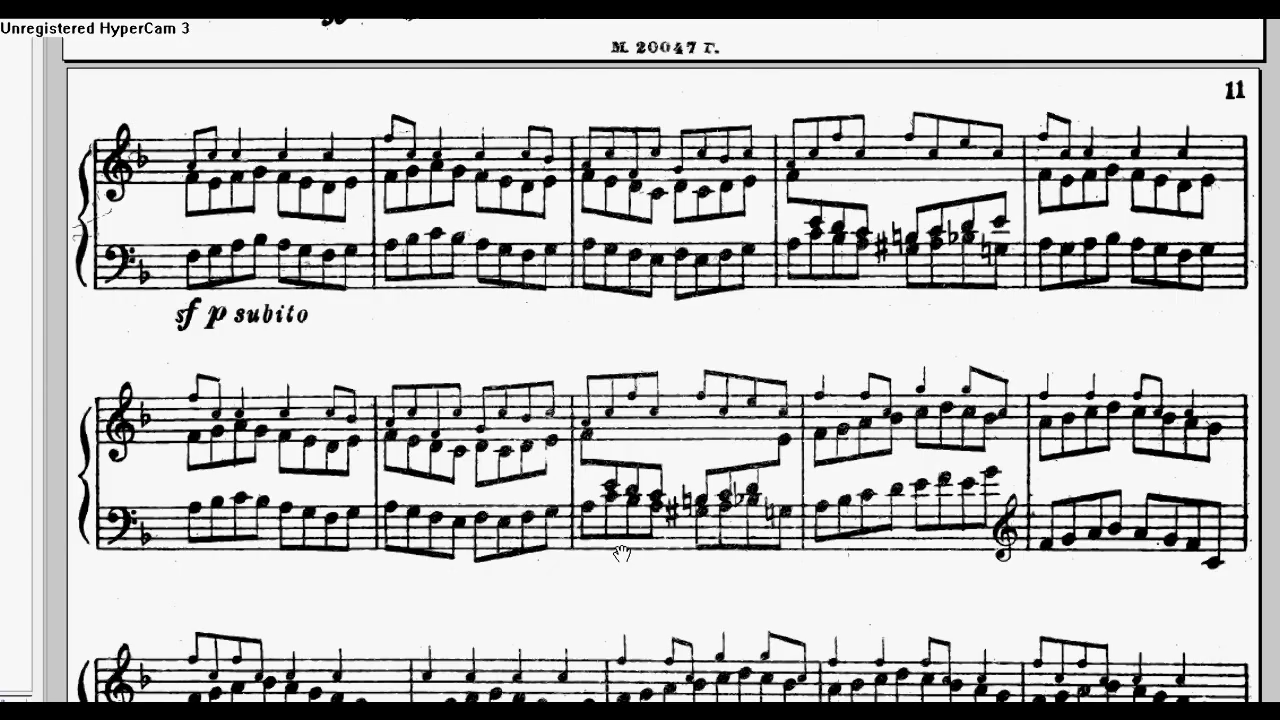 Unregistered HyperCam 3
М. 20047 Г.
11
sf p subito